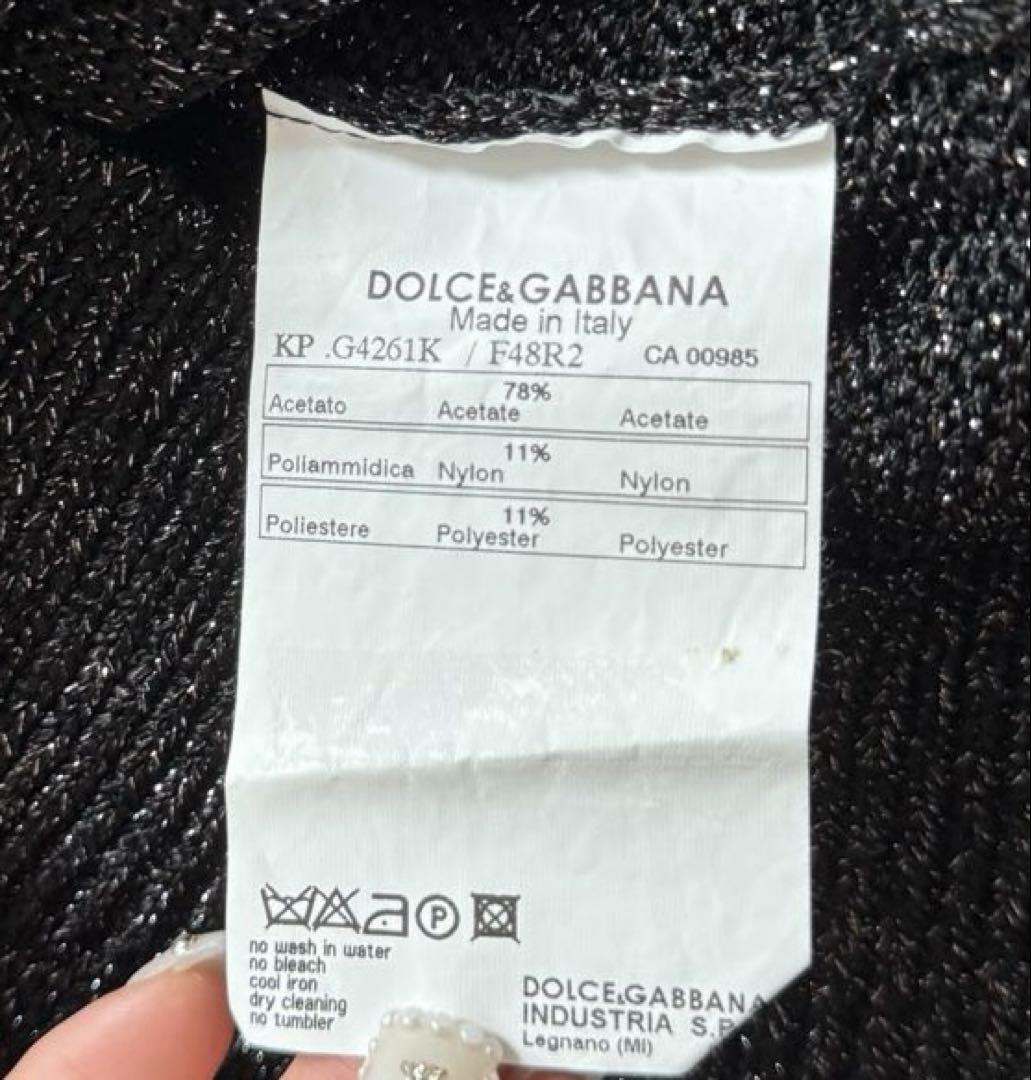 DOLCE&GABBANA
Made in Italy
KP .G4261K / F48R2 CA 00985
78%
Acetato Acetate Acetate
11%
Poliammidica Nylon Nylon
11%
Poliestere Polyester Polyester
P
no wash in water
no bleach
cool iron
dry cleaning
no tumbler
DOLCE&GABBANA
INDUSTRIA S.P
Legnano (MI)